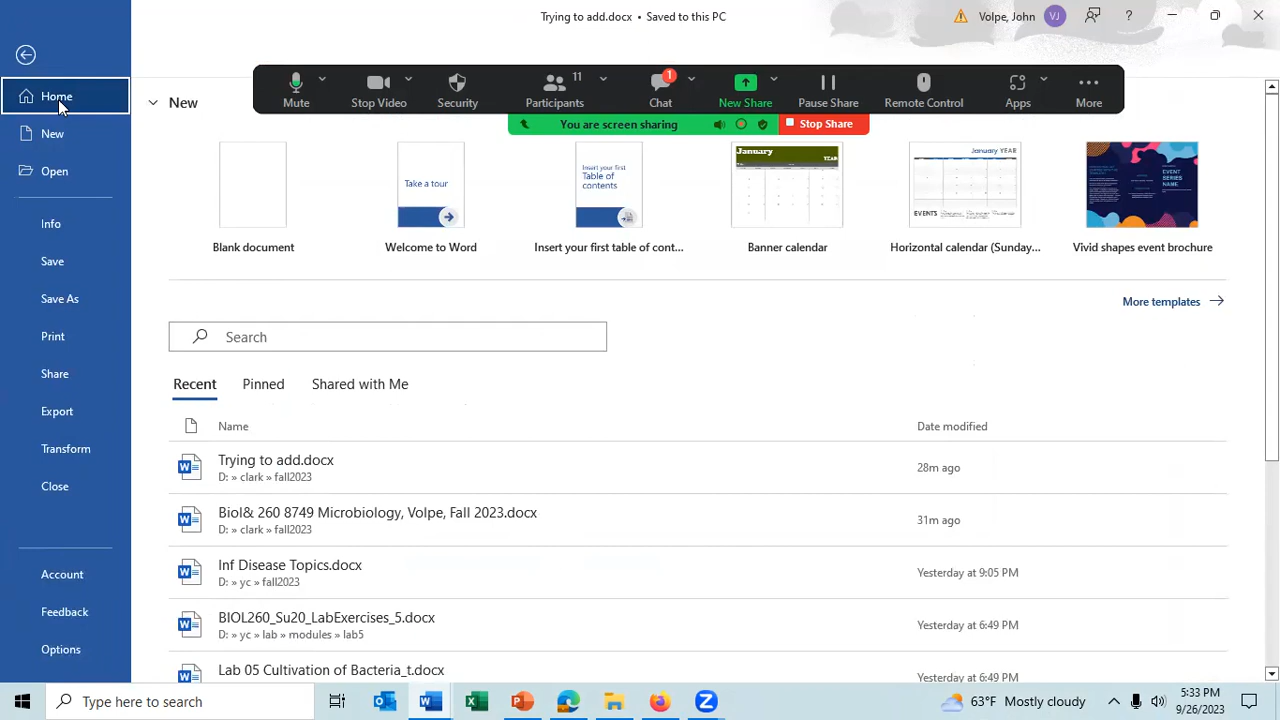 Trying to add.docx • Saved to this PC
Volpe, John
VJ
?
Home
New
Open
Info
Save
Save As
Print
Share
Export
Transform
Close
Account
Feedback
Options
New
Mute
Stop Video
Security
11
Participants
1
Chat
New Share
Pause Share
Remote Control
Apps
More
You are screen sharing
Stop Share
Take a tour
Insert your first
Table of
contents
January
YEAR
January YEAR
EVENTS
EVENT
SERIES
NAME
Blank document
Welcome to Word
Insert your first table of cont...
Banner calendar
Horizontal calendar (Sunday...
Vivid shapes event brochure
More templates
Search
Recent
Pinned
Shared with Me
Name
Date modified
Trying to add.docx
D: » clark » fall2023
28m ago
Biol& 260 8749 Microbiology, Volpe, Fall 2023.docx
D: » clark » fall2023
31m ago
Inf Disease Topics.docx
D: » yc » fall2023
Yesterday at 9:05 PM
BIOL260_Su20_LabExercises_5.docx
D: » yc » lab » modules » lab5
Yesterday at 6:49 PM
Lab 05 Cultivation of Bacteria_t.docx
Yesterday at 6:49 PM
Type here to search
63°F Mostly cloudy
5:33 PM
9/26/2023